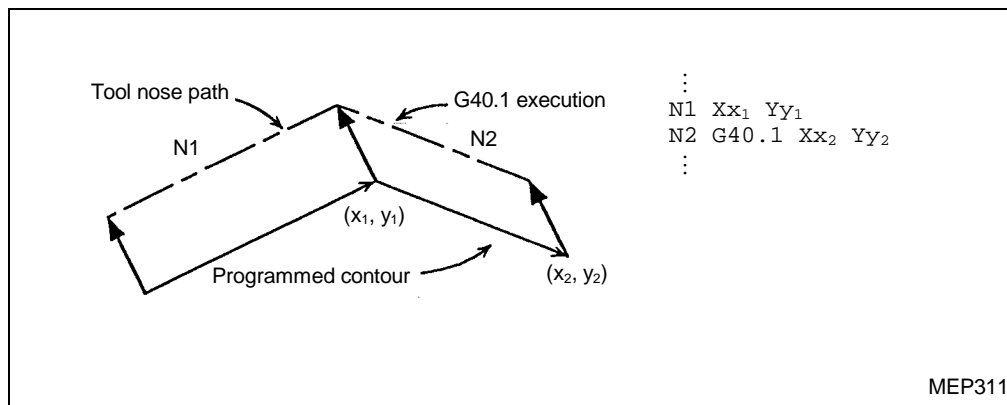 Tool nose path
G40.1 execution
N1
N2
(x₁, y₁)
Programmed contour
(x₂, y₂)
⋮
N1 Xx₁ Yy₁
N2 G40.1 Xx₂ Yy₂
⋮
MEP311